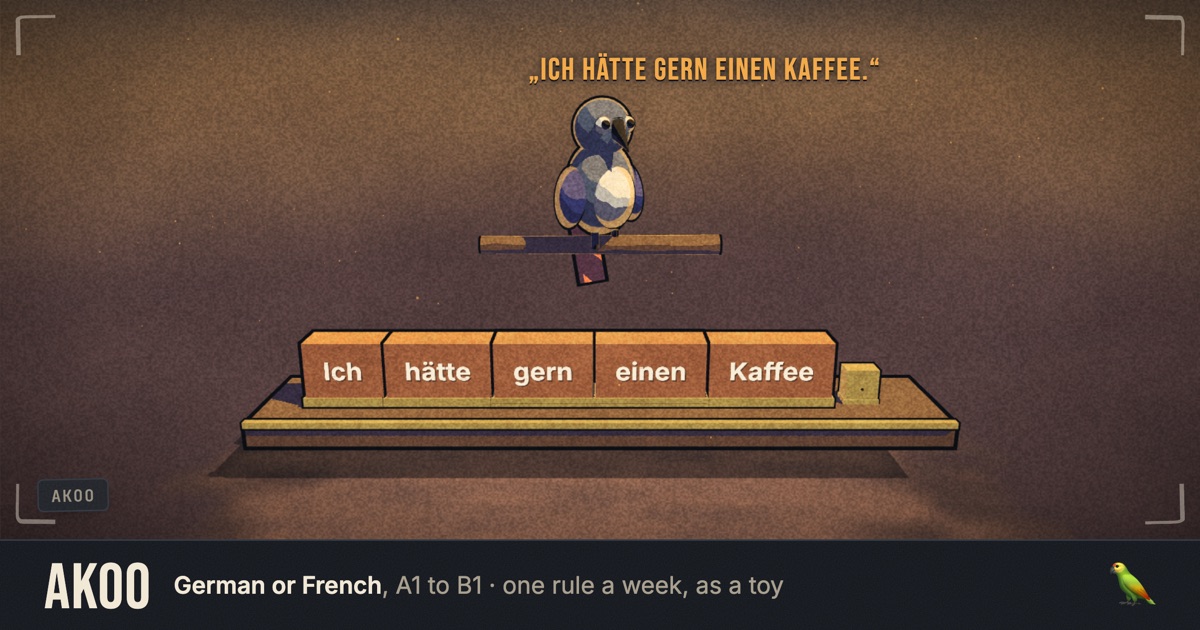 „ICH HÄTTE GERN EINEN KAFFEE.“
Ich hätte gern einen Kaffee
AKOO
AKOO German or French, A1 to B1 · one rule a week, as a toy